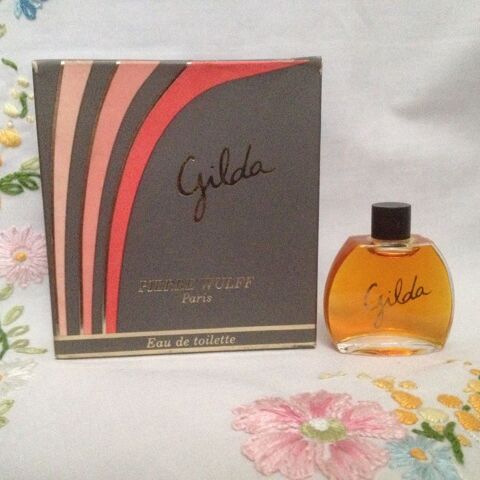 Gilda
PIERRE WULFF
Paris
Eau de toilette
Gilda